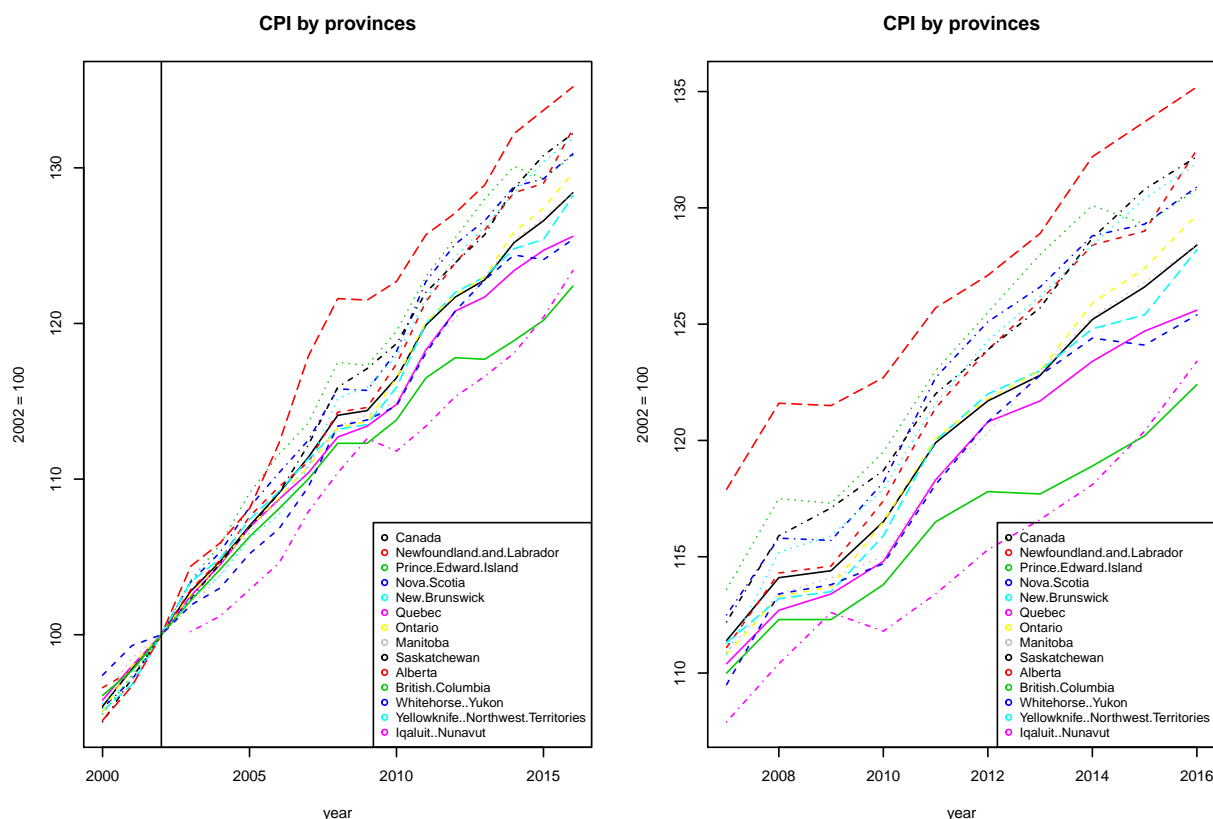 CPI by provinces
2002 = 100
130
120
110
100
Canada
Newfoundland.and.Labrador
Prince.Edward.Island
Nova.Scotia
New.Brunswick
Quebec
Ontario
Manitoba
Saskatchewan
Alberta
British.Columbia
Whitehorse..Yukon
Yellowknife..Northwest.Territories
Iqaluit..Nunavut
2000 2005 2010 2015
year
CPI by provinces
2002 = 100
135
130
125
120
115
110
Canada
Newfoundland.and.Labrador
Prince.Edward.Island
Nova.Scotia
New.Brunswick
Quebec
Ontario
Manitoba
Saskatchewan
Alberta
British.Columbia
Whitehorse..Yukon
Yellowknife..Northwest.Territories
Iqaluit..Nunavut
2008 2010 2012 2014 2016
year